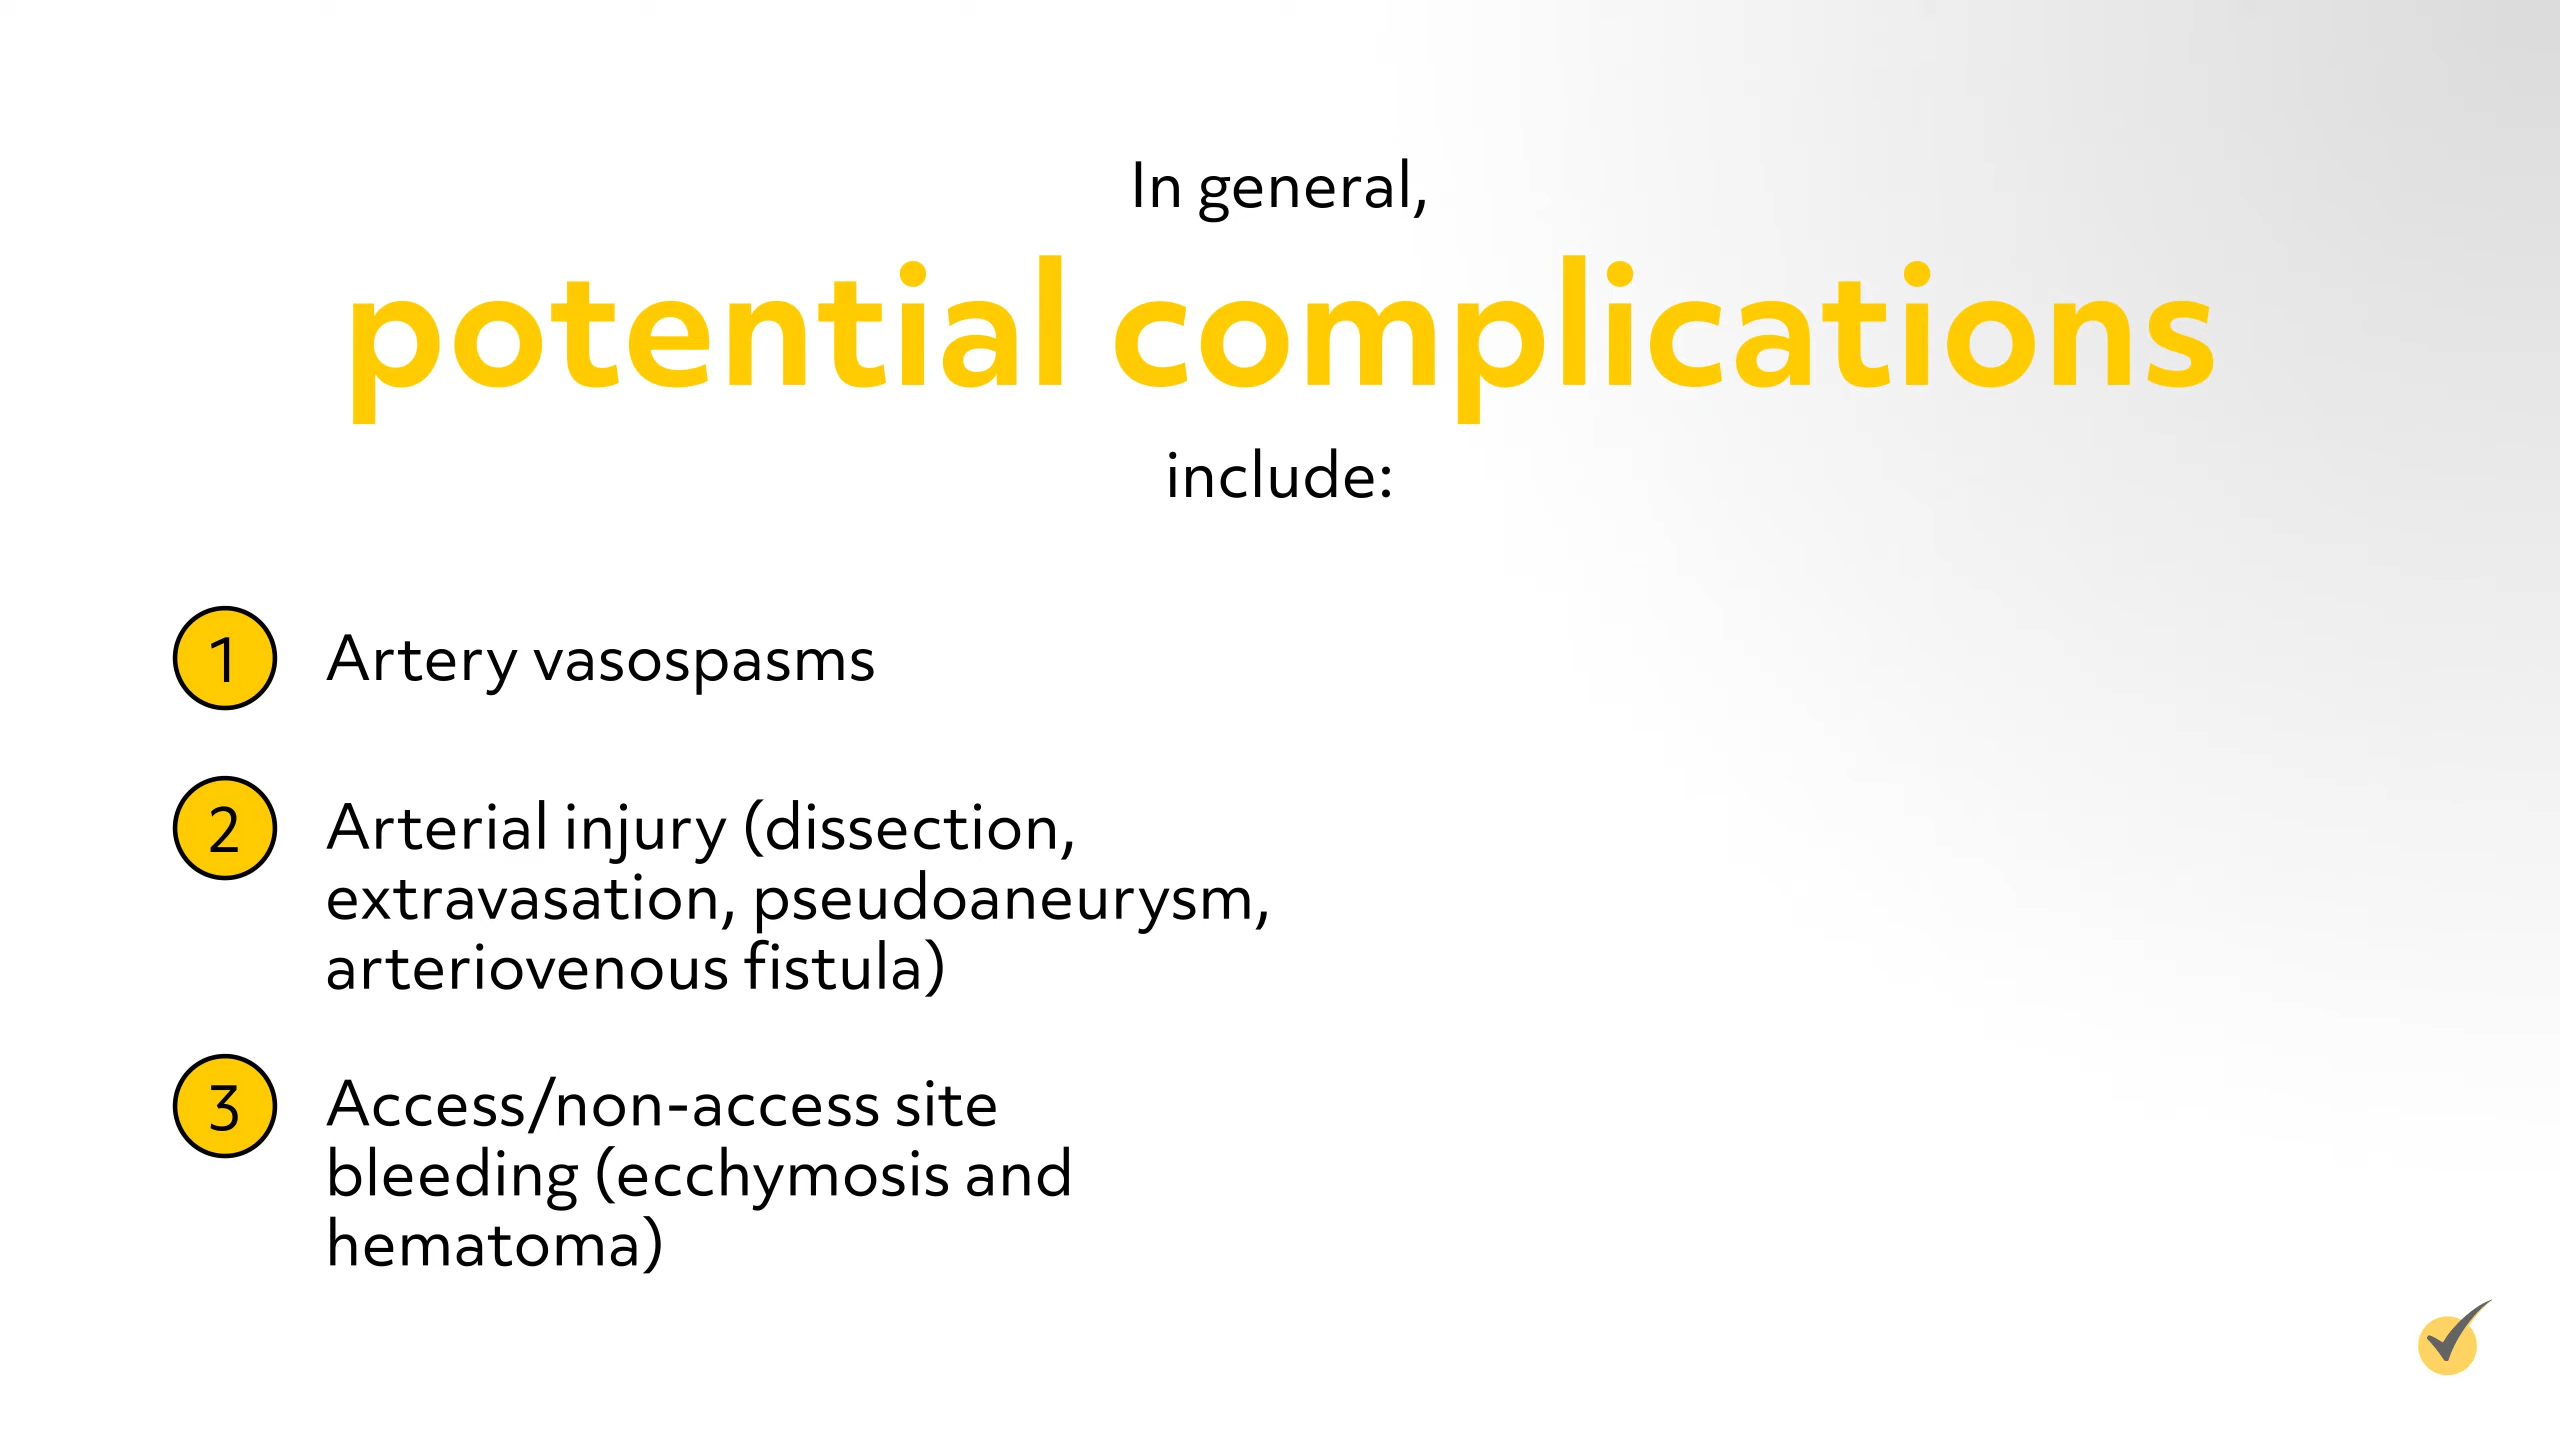 In general,
potential complications
include:
1 Artery vasospasms
2 Arterial injury (dissection,
extravasation, pseudoaneurysm,
arteriovenous fistula)
3 Access/non-access site
bleeding (ecchymosis and
hematoma)